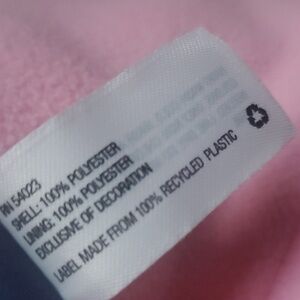 RN 54023
SHELL: 100% POLYESTER
LINING: 100% POLYESTER
EXCLUSIVE OF DECORATION
LABEL MADE FROM 100% RECYCLED PLASTIC